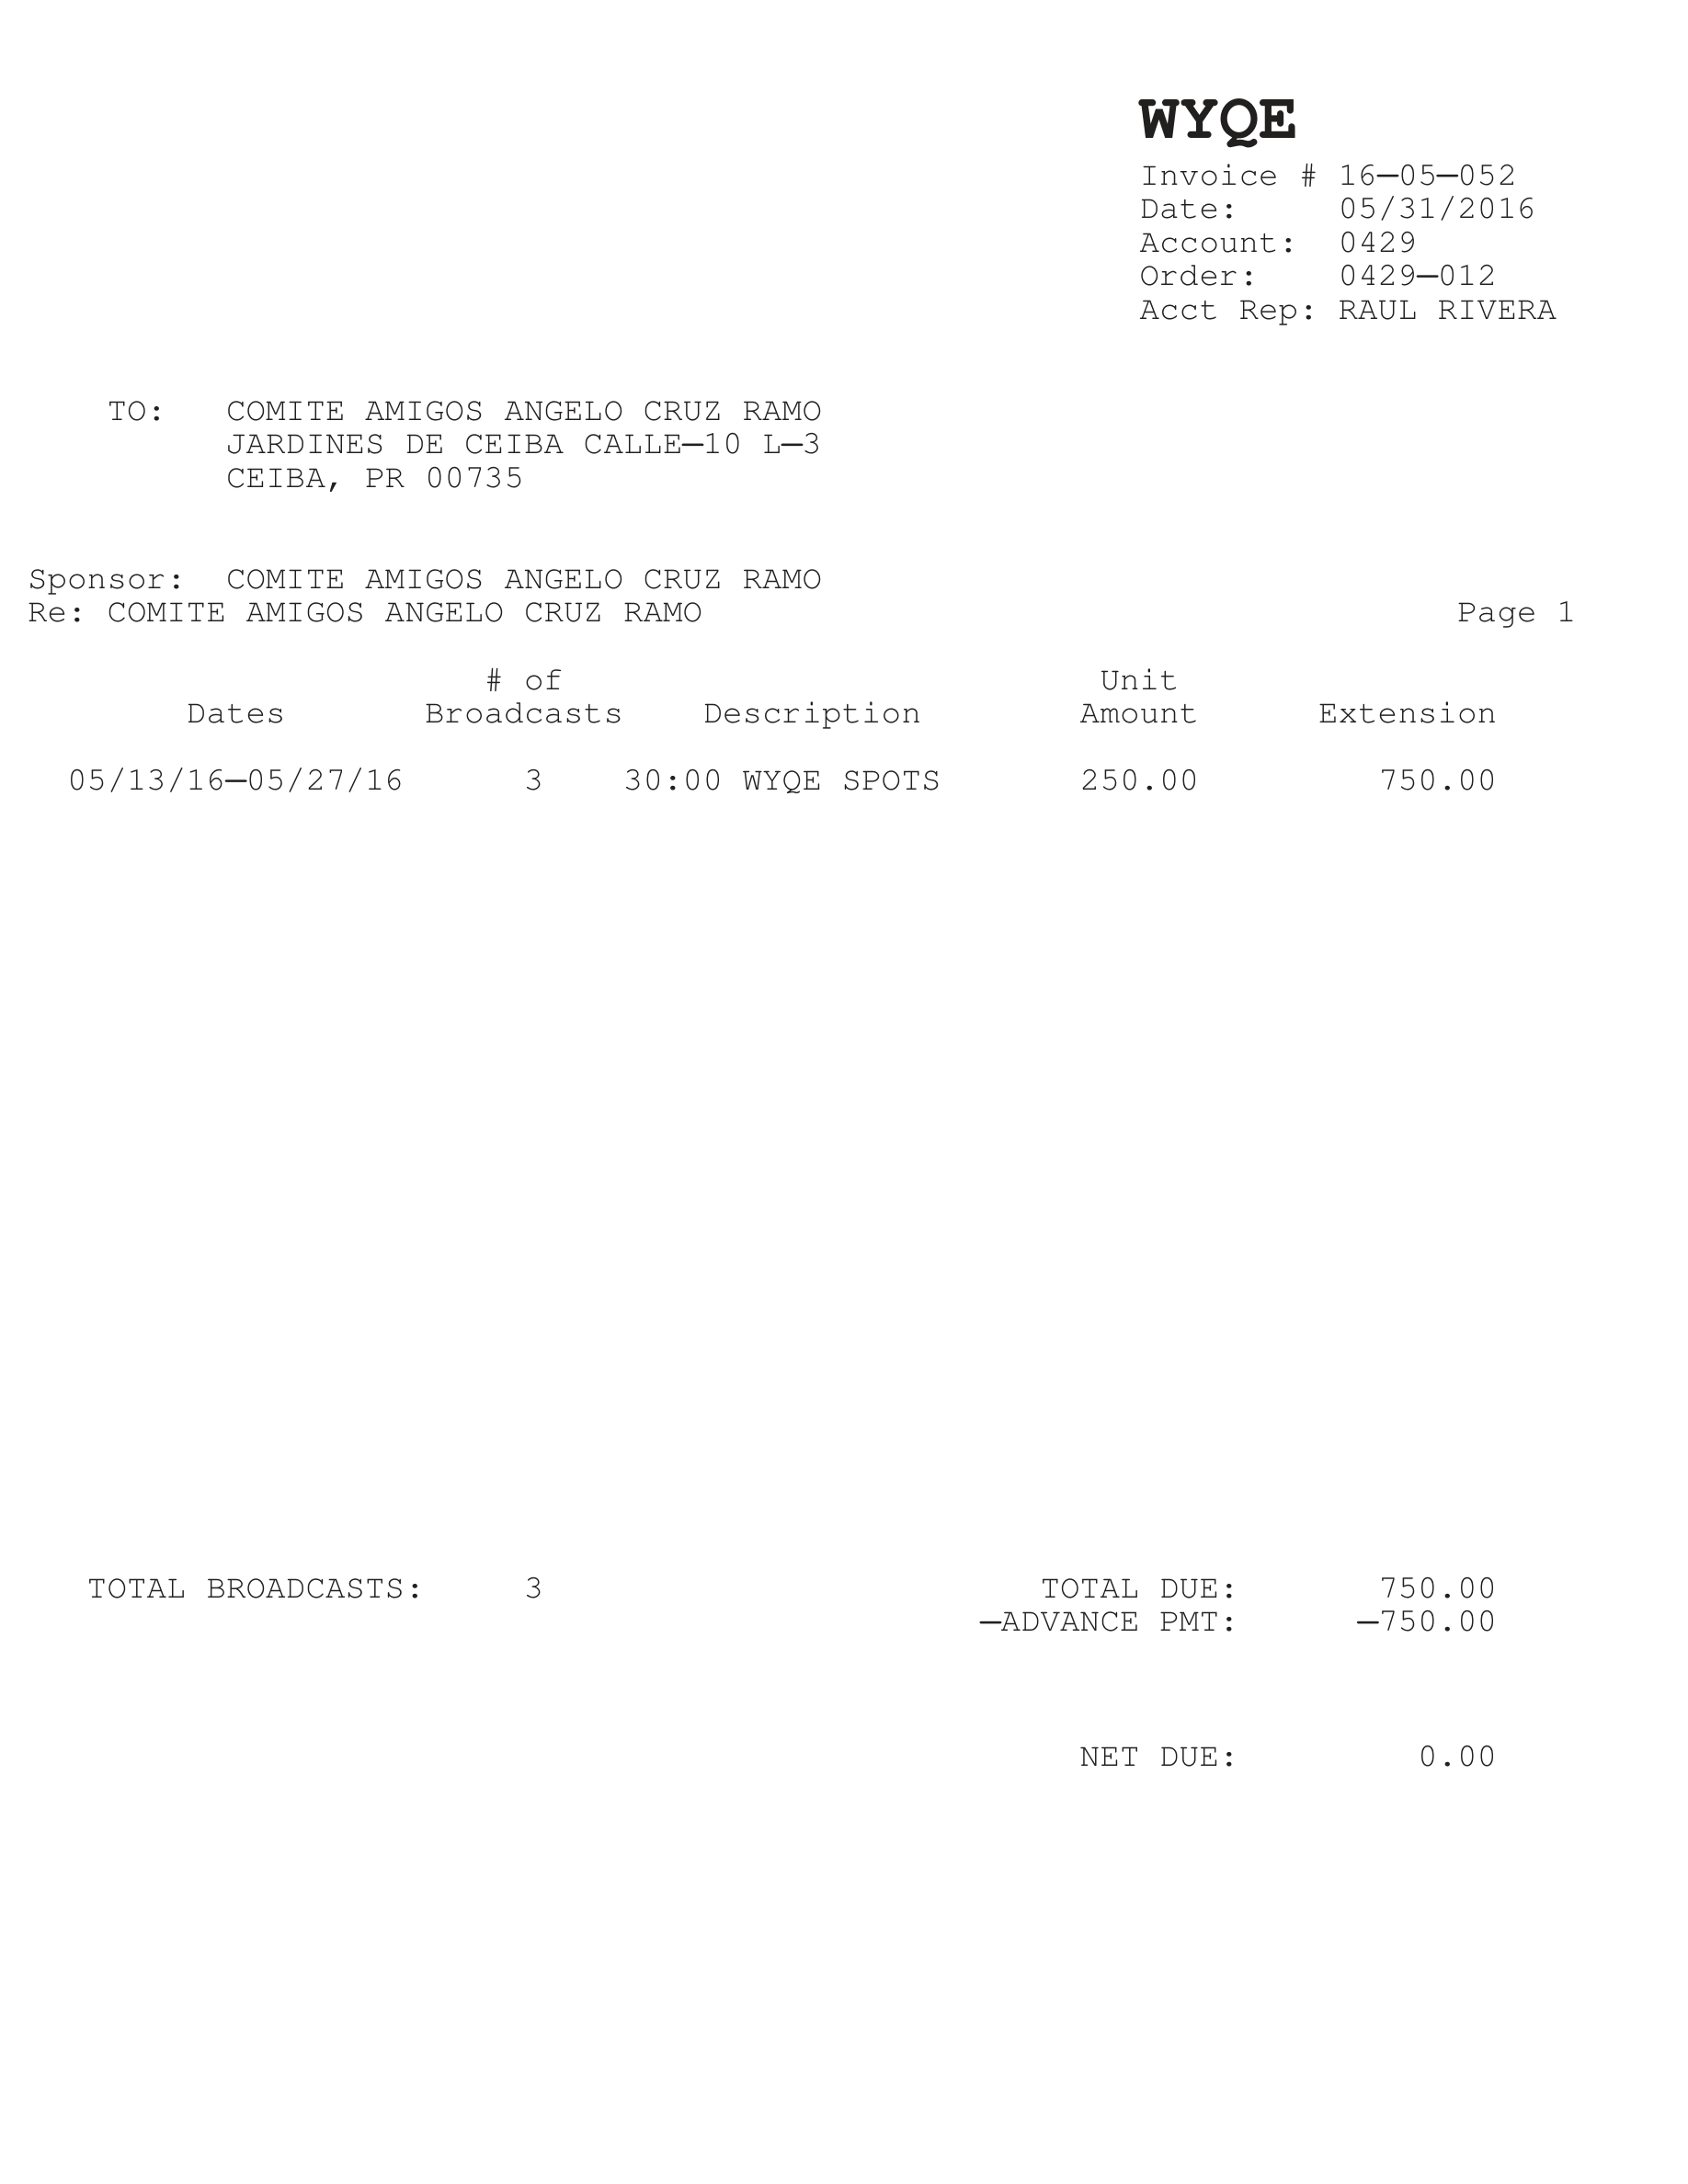 WYQE
Invoice # 16-05-052
Date: 05/31/2016
Account: 0429
Order: 0429-012
Acct Rep: RAUL RIVERA
TO: COMITE AMIGOS ANGELO CRUZ RAMO
JARDINES DE CEIBA CALLE-10 L-3
CEIBA, PR 00735
Sponsor: COMITE AMIGOS ANGELO CRUZ RAMO
Re: COMITE AMIGOS ANGELO CRUZ RAMO Page 1
# of Unit
Dates Broadcasts Description Amount Extension
05/13/16-05/27/16 3 30:00 WYQE SPOTS 250.00 750.00
TOTAL BROADCASTS: 3 TOTAL DUE: 750.00
-ADVANCE PMT: -750.00
NET DUE: 0.00